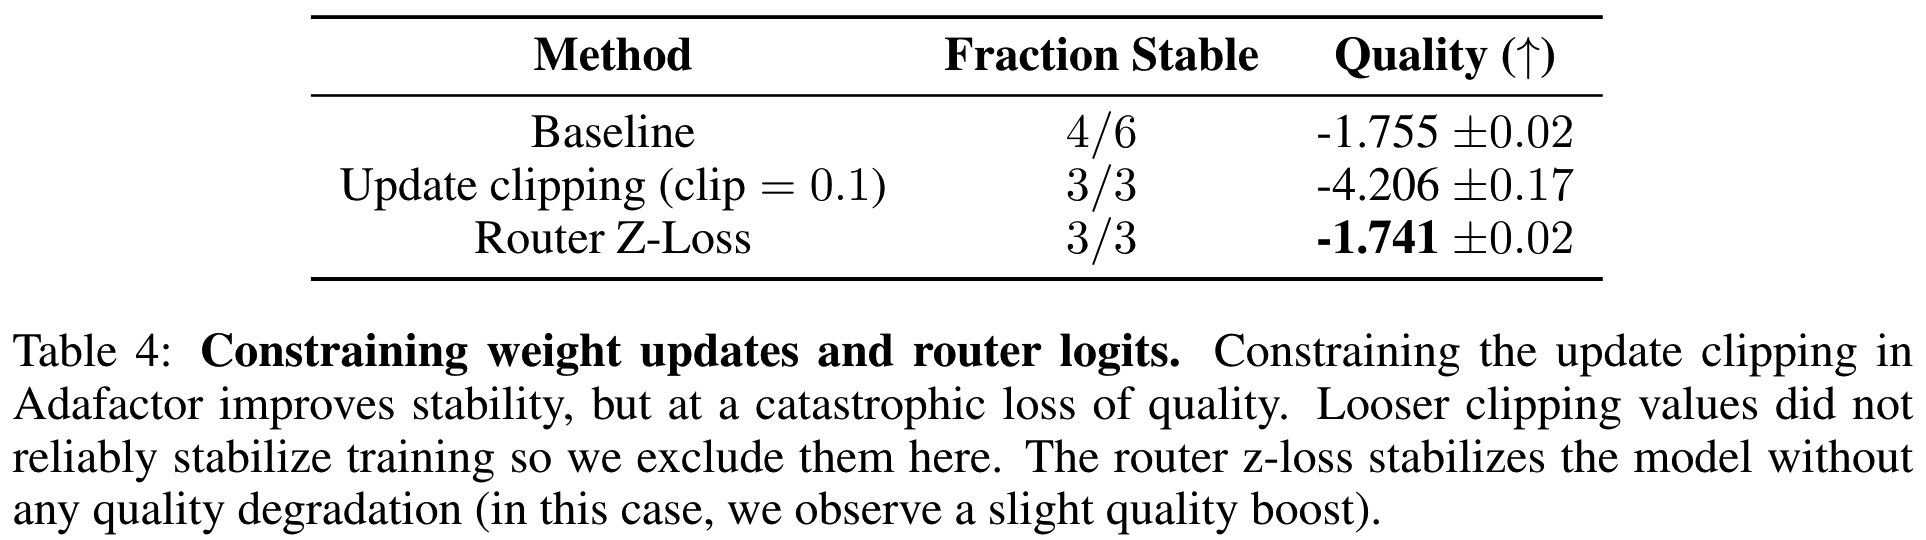 Method Fraction Stable Quality (↑)
Baseline 4/6 -1.755 ±0.02
Update clipping (clip = 0.1) 3/3 -4.206 ±0.17
Router Z-Loss 3/3 -1.741 ±0.02
Table 4: Constraining weight updates and router logits. Constraining the update clipping in
Adafactor improves stability, but at a catastrophic loss of quality. Looser clipping values did not
reliably stabilize training so we exclude them here. The router z-loss stabilizes the model without
any quality degradation (in this case, we observe a slight quality boost).